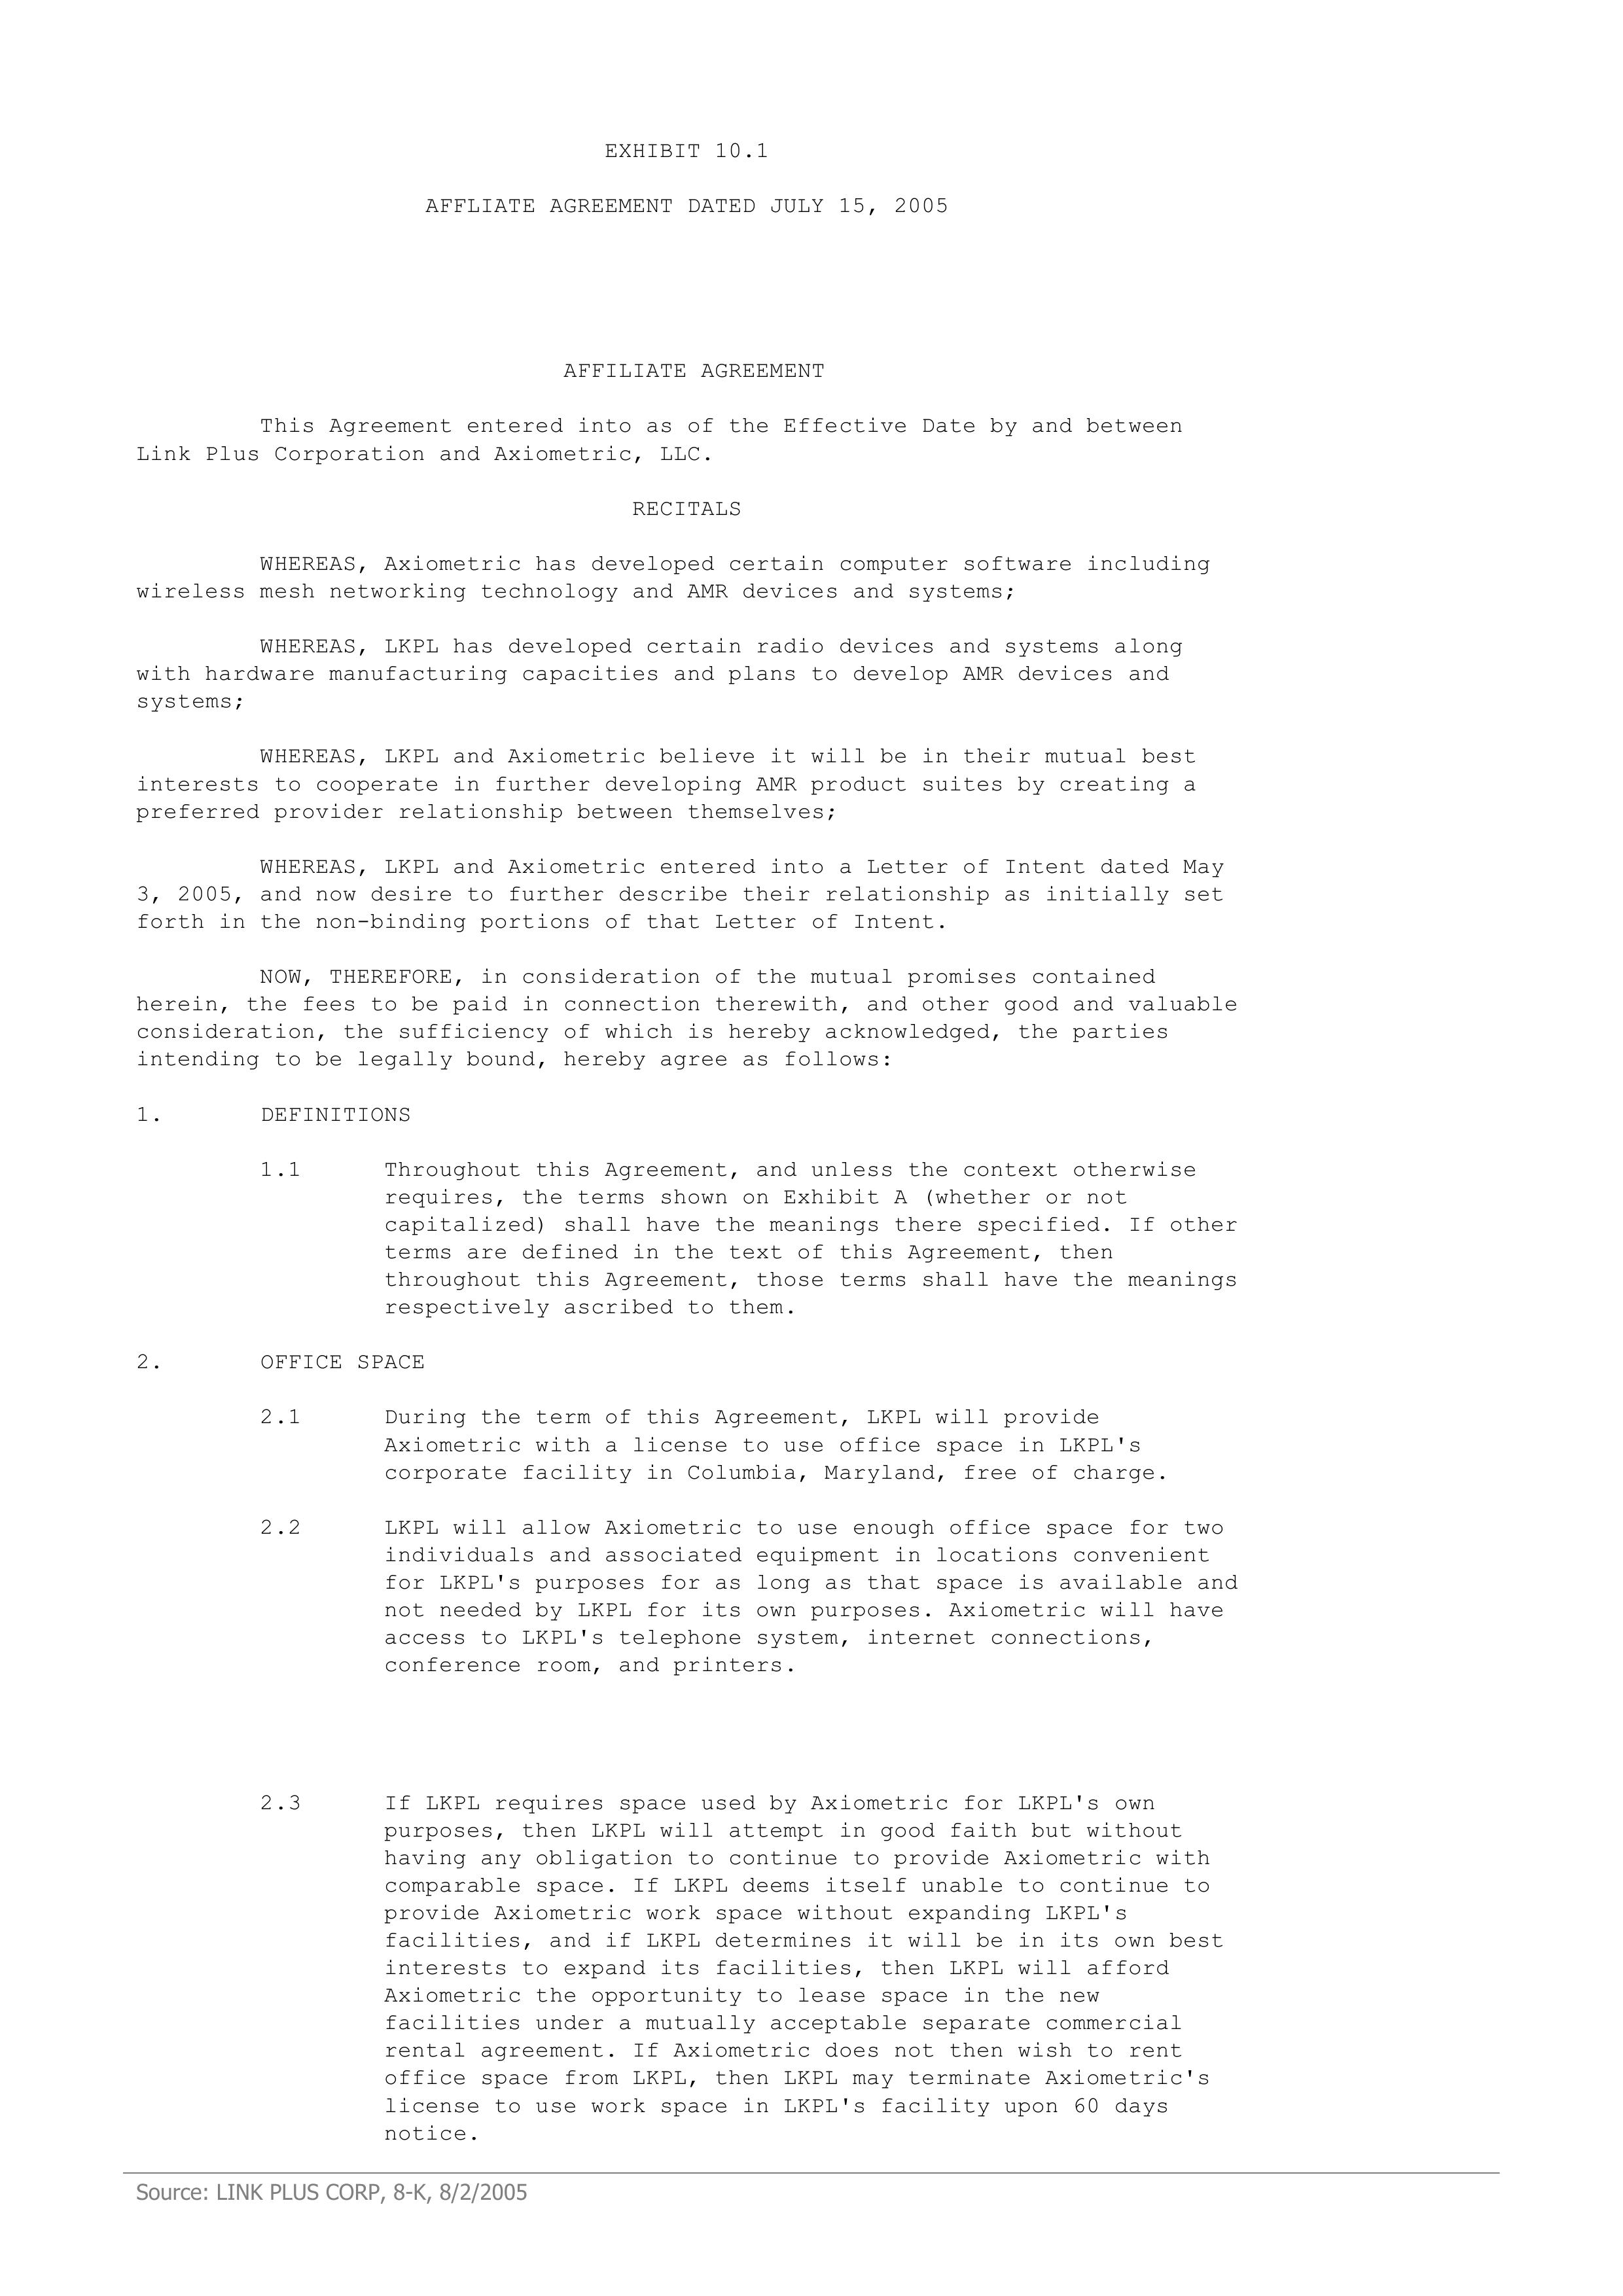 EXHIBIT 10.1
AFFLIATE AGREEMENT DATED JULY 15, 2005
AFFILIATE AGREEMENT
This Agreement entered into as of the Effective Date by and between
Link Plus Corporation and Axiometric, LLC.
RECITALS
WHEREAS, Axiometric has developed certain computer software including
wireless mesh networking technology and AMR devices and systems;
WHEREAS, LKPL has developed certain radio devices and systems along
with hardware manufacturing capacities and plans to develop AMR devices and
systems;
WHEREAS, LKPL and Axiometric believe it will be in their mutual best
interests to cooperate in further developing AMR product suites by creating a
preferred provider relationship between themselves;
WHEREAS, LKPL and Axiometric entered into a Letter of Intent dated May
3, 2005, and now desire to further describe their relationship as initially set
forth in the non-binding portions of that Letter of Intent.
NOW, THEREFORE, in consideration of the mutual promises contained
herein, the fees to be paid in connection therewith, and other good and valuable
consideration, the sufficiency of which is hereby acknowledged, the parties
intending to be legally bound, hereby agree as follows:
1. DEFINITIONS
1.1 Throughout this Agreement, and unless the context otherwise
requires, the terms shown on Exhibit A (whether or not
capitalized) shall have the meanings there specified. If other
terms are defined in the text of this Agreement, then
throughout this Agreement, those terms shall have the meanings
respectively ascribed to them.
2. OFFICE SPACE
2.1 During the term of this Agreement, LKPL will provide
Axiometric with a license to use office space in LKPL's
corporate facility in Columbia, Maryland, free of charge.
2.2 LKPL will allow Axiometric to use enough office space for two
individuals and associated equipment in locations convenient
for LKPL's purposes for as long as that space is available and
not needed by LKPL for its own purposes. Axiometric will have
access to LKPL's telephone system, internet connections,
conference room, and printers.
2.3 If LKPL requires space used by Axiometric for LKPL's own
purposes, then LKPL will attempt in good faith but without
having any obligation to continue to provide Axiometric with
comparable space. If LKPL deems itself unable to continue to
provide Axiometric work space without expanding LKPL's
facilities, and if LKPL determines it will be in its own best
interests to expand its facilities, then LKPL will afford
Axiometric the opportunity to lease space in the new
facilities under a mutually acceptable separate commercial
rental agreement. If Axiometric does not then wish to rent
office space from LKPL, then LKPL may terminate Axiometric's
license to use work space in LKPL's facility upon 60 days
notice.
Source: LINK PLUS CORP, 8-K, 8/2/2005